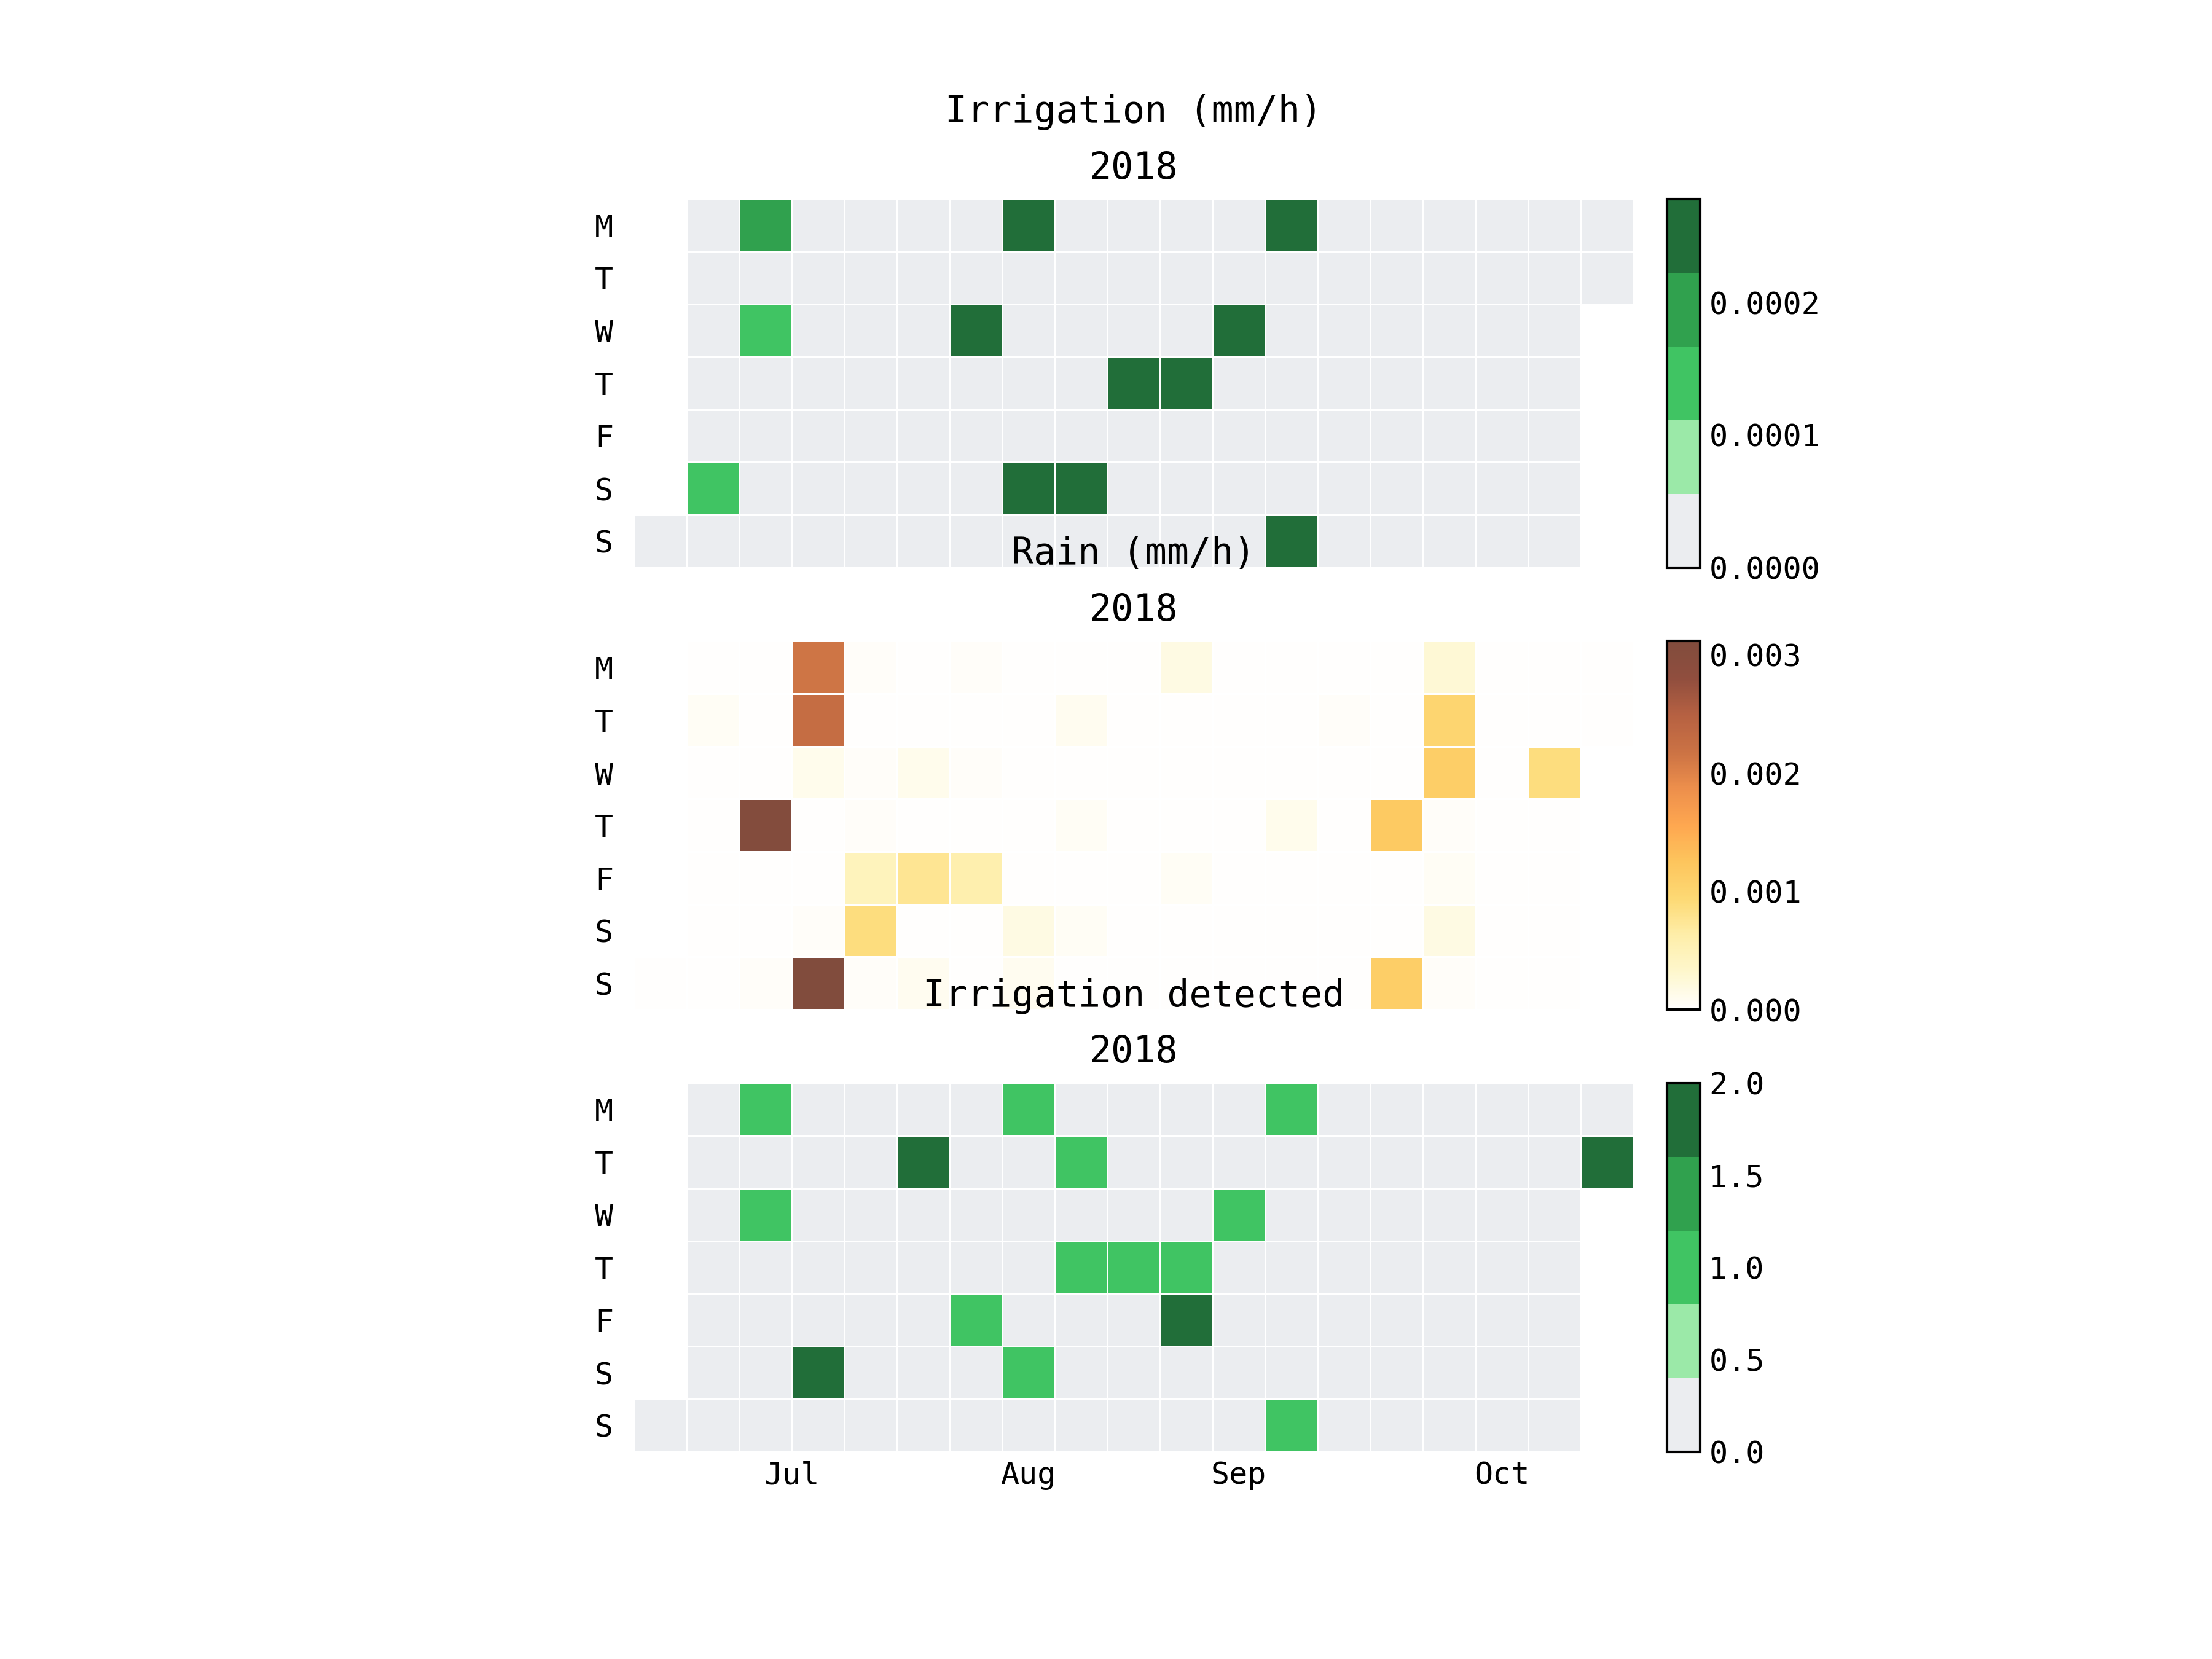 Irrigation (mm/h)
2018
M
T
W
T
F
S
S
0.0002
0.0001
0.0000
Rain (mm/h)
2018
M
T
W
T
F
S
S
0.003
0.002
0.001
0.000
Irrigation detected
2018
M
T
W
T
F
S
S
2.0
1.5
1.0
0.5
0.0
Jul Aug Sep Oct